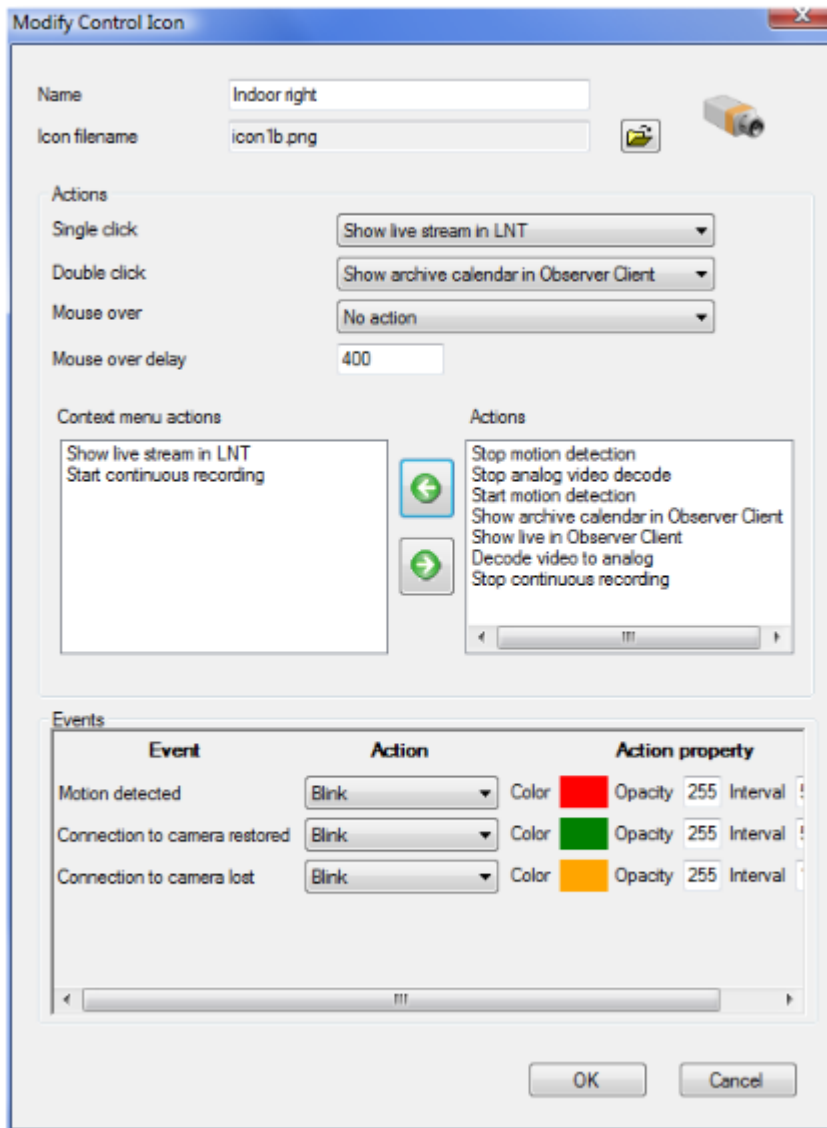 Modify Control Icon
Name Indoor right
Icon filename icon1b.png
Actions
Single click Show live stream in LNT
Double click Show archive calendar in Observer Client
Mouse over No action
Mouse over delay 400
Context menu actions
Show live stream in LNT
Start continuous recording
Actions
Stop motion detection
Stop analog video decode
Start motion detection
Show archive calendar in Observer Client
Show live in Observer Client
Decode video to analog
Stop continuous recording
Events
Event Action Action property
Motion detected Blink Color Opacity 255 Interval
Connection to camera restored Blink Color Opacity 255 Interval
Connection to camera lost Blink Color Opacity 255 Interval
OK Cancel